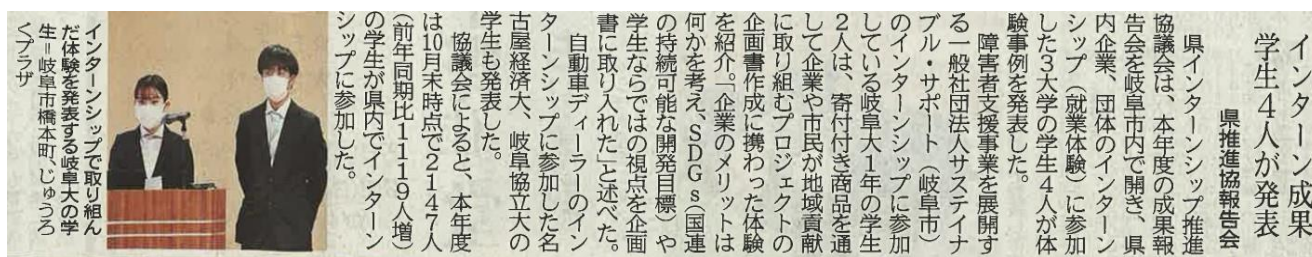 インターン成果
学生4人が発表
県推進協報告会
県インターンシップ推進
協議会は、本年度の成果報
告会を岐阜市内で開き、県
内企業、団体のインターン
シップ（就業体験）に参加
した3大学の学生4人が体
験事例を発表した。
障害者支援事業を展開す
る一般社団法人サステイナ
ブル・サポート（岐阜市）
のインターンシップに参加
している岐阜大1年の学生
2人は、寄付付き商品を通
して企業や市民が地域貢献
に取り組むプロジェクトの
企画書作成に携わった体験
を紹介。「企業のメリットは
何かを考え、SDGs（国連
の持続可能な開発目標）や
学生ならではの視点を企画
書に取り入れた」と述べた。
自動車ディーラーのイン
ターンシップに参加した名
古屋経済大、岐阜協立大の
学生も発表した。
協議会によると、本年度
は10月末時点で2147人
（前年同期比1119人増）
の学生が県内でインターン
シップに参加した。
インターンシップで取り組ん
だ体験を発表する岐阜大の学
生＝岐阜市橋本町、じゅうろ
くプラザ